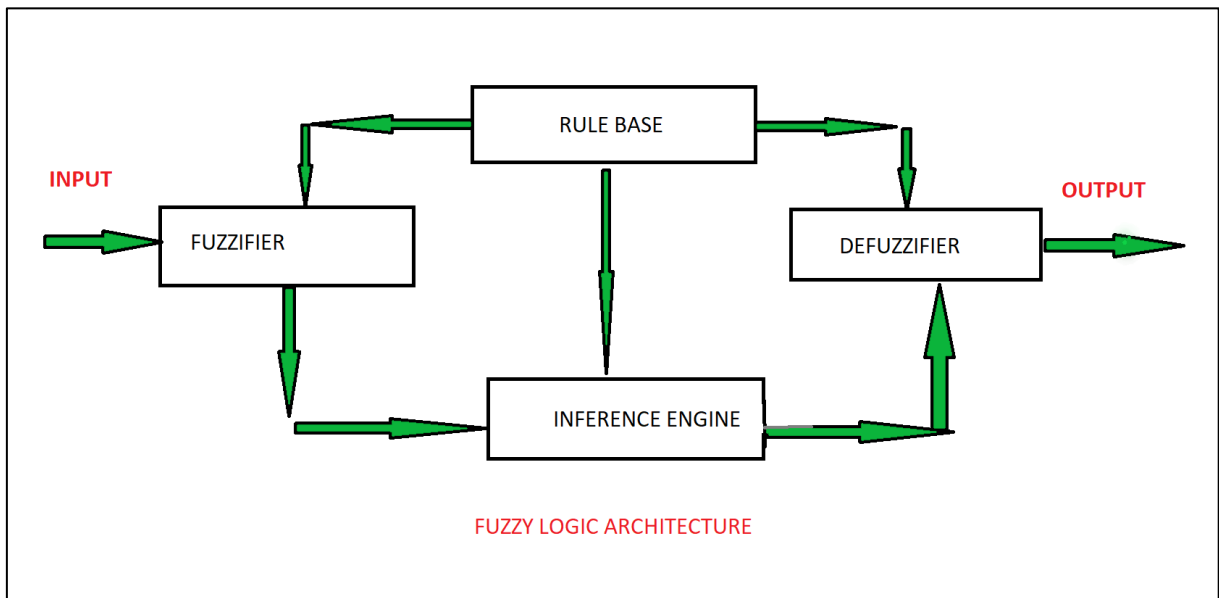 RULE BASE
INPUT
OUTPUT
FUZZIFIER
DEFUZZIFIER
INFERENCE ENGINE
FUZZY LOGIC ARCHITECTURE